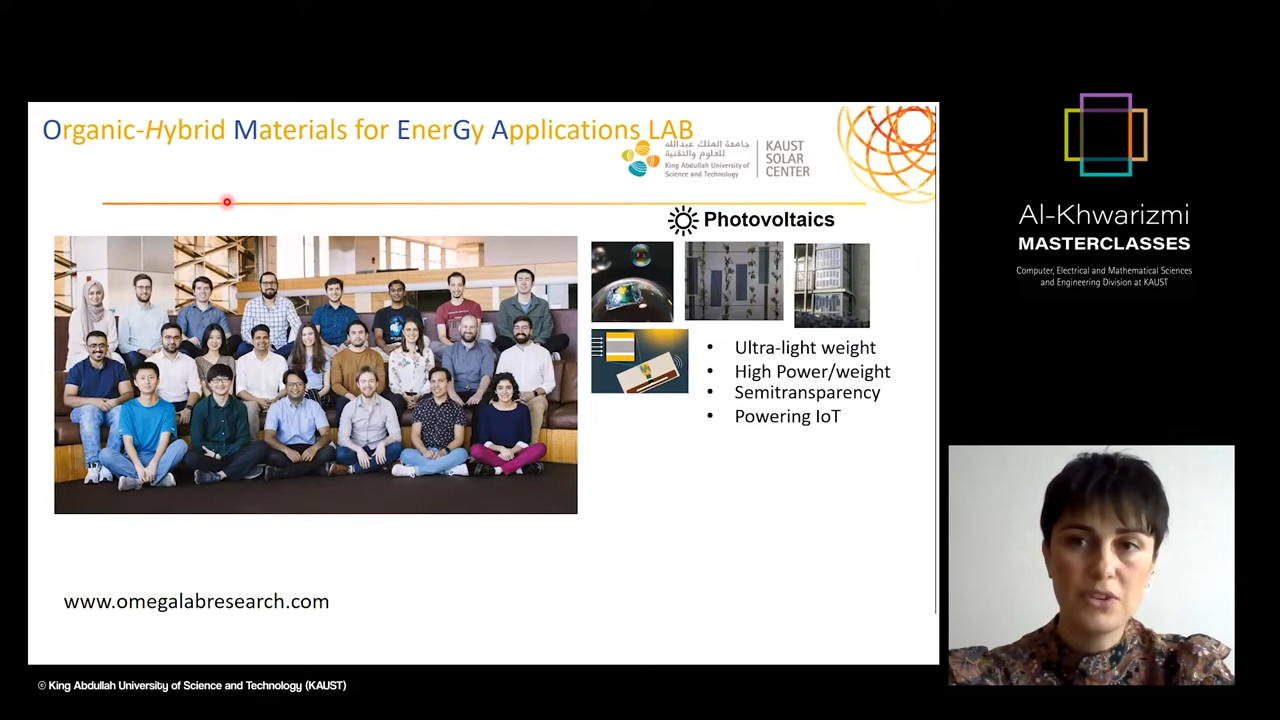 Organic-Hybrid Materials for EnerGy Applications LAB
جامعة الملك عبدالله
للعلوم والتقنية
King Abdullah University of
Science and Technology
KAUST
SOLAR
CENTER
Photovoltaics
• Ultra-light weight
• High Power/weight
• Semitransparency
• Powering IoT
www.omegalabresearch.com
© King Abdullah University of Science and Technology (KAUST)
Al-Khwarizmi
MASTERCLASSES
Computer, Electrical and Mathematical Sciences
and Engineering Division at KAUST